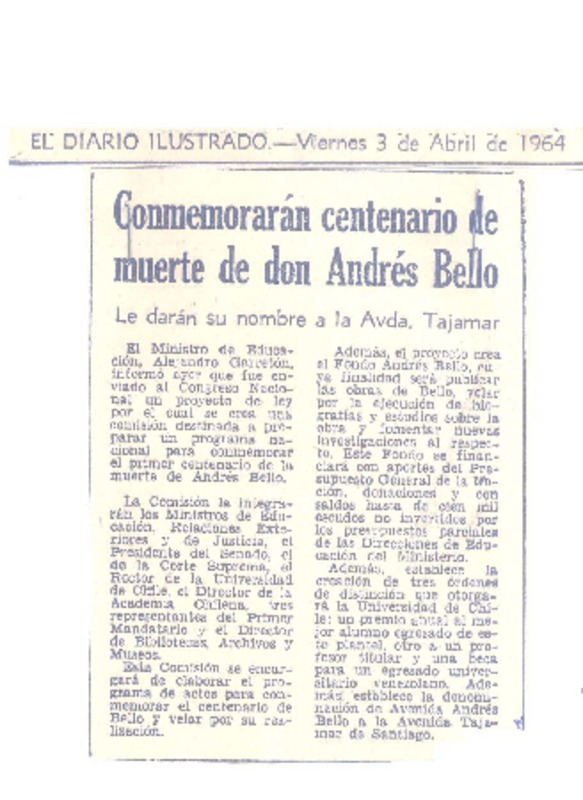 EL DIARIO ILUSTRADO.—Viernes 3 de Abril de 1964
Conmemorarán centenario de
muerte de don Andrés Bello
Le darán su nombre a la Avda. Tajamar
El Ministro de Educa-
ción, Alejandro Garretón,
informó ayer que fue en-
viado al Congreso Nacio-
nal un proyecto de ley
por el cual se crea una
comisión destinada a pre-
parar un programa na-
cional para conmemorar
el primer centenario de la
muerte de Andrés Bello.
La Comisión la integra-
rán los Ministros de Edu-
cación, Relaciones Exte-
riores y de Justicia, el
Presidente del Senado, el
de la Corte Suprema, el
Rector de la Universidad
de Chile, el Director de la
Academia Chilena, tres
representantes del Primer
Mandatario y el Director
de Bibliotecas, Archivos y
Museos.
Esta Comisión se encar-
gará de elaborar el pro-
grama de actos para con-
memorar el centenario de
Bello y velar por su rea-
lización.
Además, el proyecto crea
el Fondo Andrés Bello, cu-
ya finalidad será publicar
las obras de Bello, velar
por la ejecución de bio-
grafías y estudios sobre la
obra y fomentar nuevas
investigaciones al respec-
to. Este Fondo se finan-
ciará con aportes del Pre-
supuesto General de la Na-
ción, donaciones y con
saldos hasta de cien mil
escudos no invertidos por
los presupuestos parciales
de las Direcciones de Edu-
cación del Ministerio.
Además, establece la
creación de tres órdenes
de distinción que otorga-
rá la Universidad de Chi-
le: un premio anual al me-
jor alumno egresado de es-
te plantel, otro a un pro-
fesor titular y una beca
para un egresado univer-
sitario venezolano. Ade-
más establece la denomi-
nación de Avenida Andrés
Bello a la Avenida Taja-
mar de Santiago.